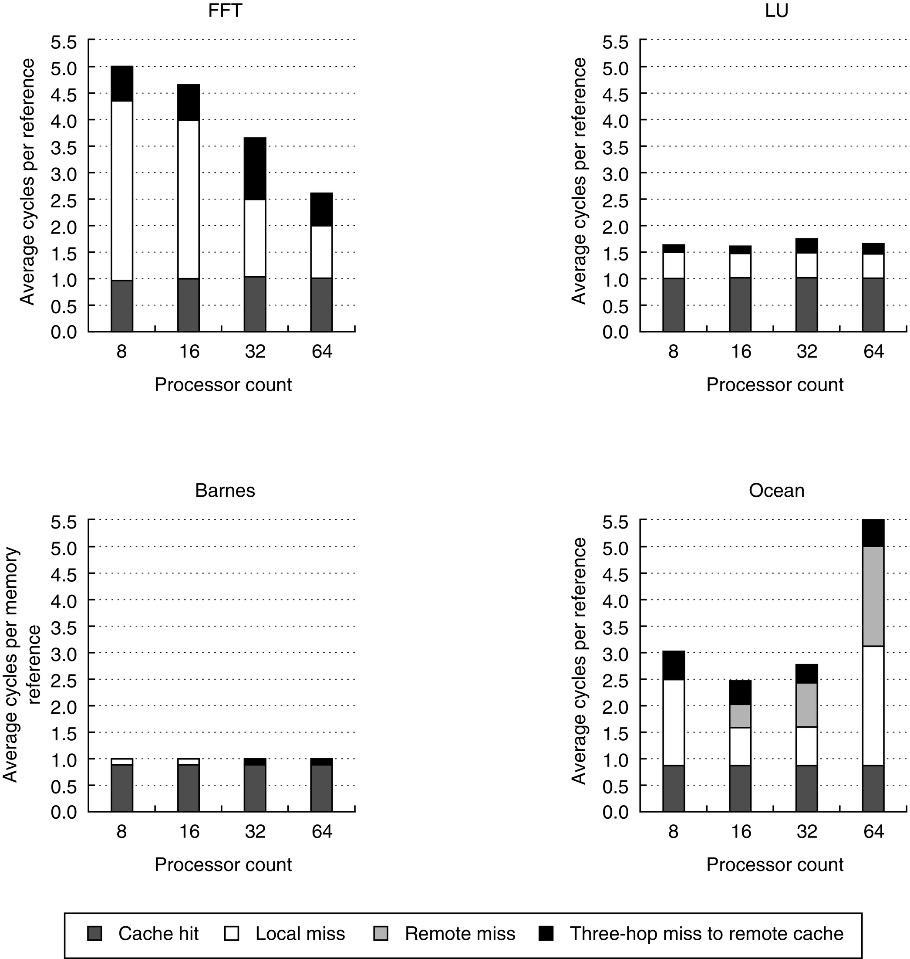 FFT
Average cycles per reference
5.5
5.0
4.5
4.0
3.5
3.0
2.5
2.0
1.5
1.0
0.5
0.0
8 16 32 64
Processor count
LU
Average cycles per reference
5.5
5.0
4.5
4.0
3.5
3.0
2.5
2.0
1.5
1.0
0.5
0.0
8 16 32 64
Processor count
Barnes
Average cycles per memory
reference
5.5
5.0
4.5
4.0
3.5
3.0
2.5
2.0
1.5
1.0
0.5
0.0
8 16 32 64
Processor count
Ocean
Average cycles per reference
5.5
5.0
4.5
4.0
3.5
3.0
2.5
2.0
1.5
1.0
0.5
0.0
8 16 32 64
Processor count
Cache hit Local miss Remote miss Three-hop miss to remote cache